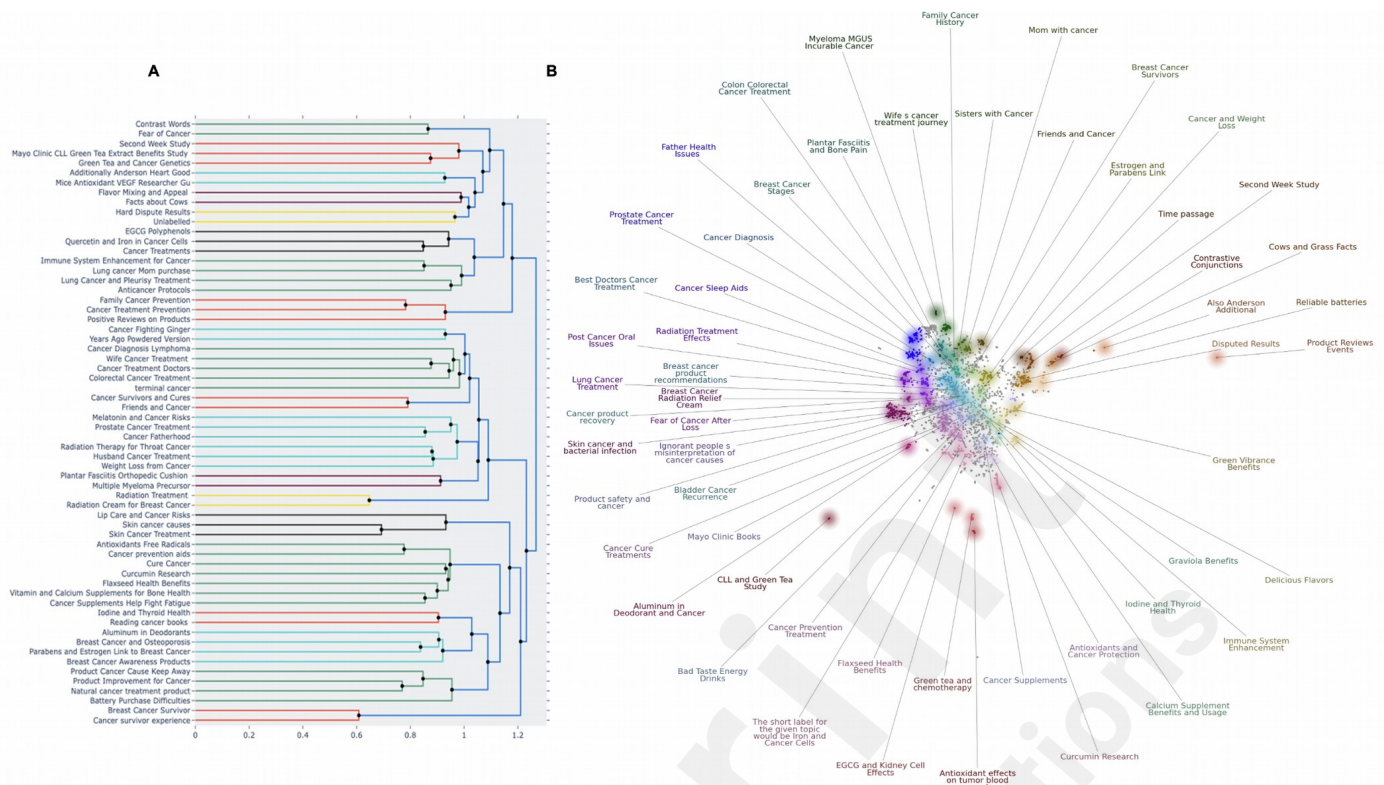 A
Contrast Words
Fear of Cancer
Second Week Study
Mayo Clinic CLL Green Tea Extract Benefits Study
Green Tea and Cancer Genetics
Additionally Anderson Heart Good
Mice Antioxidant VEGF Researcher Gu
Flavor Mixing and Appeal
Facts about Cows
Hard Dispute Results
Unlabelled
EGCG Polyphenols
Quercetin and Iron in Cancer Cells
Cancer Treatments
Immune System Enhancement for Cancer
Lung cancer Mom purchase
Lung Cancer and Pleurisy Treatment
Anticancer Protocols
Family Cancer Prevention
Cancer Treatment Prevention
Positive Reviews on Products
Cancer Fighting Ginger
Years Ago Powdered Version
Cancer Diagnosis Lymphoma
Wife Cancer Treatment
Cancer Treatment Doctors
Colorectal Cancer Treatment
terminal cancer
Cancer Survivors and Cures
Friends and Cancer
Melatonin and Cancer Risks
Prostate Cancer Treatment
Cancer Fatherhood
Radiation Therapy for Throat Cancer
Husband Cancer Treatment
Weight Loss from Cancer
Plantar Fasciitis Orthopedic Cushion
Multiple Myeloma Precursor
Radiation Treatment
Radiation Cream for Breast Cancer
Lip Care and Cancer Risks
Skin cancer causes
Skin Cancer Treatment
Antioxidants Free Radicals
Cancer prevention aids
Cure Cancer
Curcumin Research
Flaxseed Health Benefits
Vitamin and Calcium Supplements for Bone Health
Cancer Supplements Help Fight Fatigue
Iodine and Thyroid Health
Reading cancer books
Aluminum in Deodorants
Breast Cancer and Osteoporosis
Parabens and Estrogen Link to Breast Cancer
Breast Cancer Awareness Products
Product Cancer Cause Keep Away
Product Improvement for Cancer
Natural cancer treatment product
Battery Purchase Difficulties
Breast Cancer Survivor
Cancer survivor experience
0 0.2 0.4 0.6 0.8 1 1.2
B
Family Cancer
History
Mom with cancer
Myeloma MGUS
Incurable Cancer
Breast Cancer
Survivors
Colon Colorectal
Cancer Treatment
Wife s cancer
treatment journey
Sisters with Cancer
Cancer and Weight
Loss
Friends and Cancer
Plantar Fasciitis
and Bone Pain
Father Health
Issues
Estrogen and
Parabens Link
Breast Cancer
Stages
Second Week Study
Prostate Cancer
Treatment
Time passage
Cancer Diagnosis
Cows and Grass Facts
Contrastive
Conjunctions
Best Doctors Cancer
Treatment
Cancer Sleep Aids
Also Anderson
Additional
Reliable batteries
Post Cancer Oral
Issues
Radiation Treatment
Effects
Disputed Results
Product Reviews
Events
Breast cancer
product
recommendations
Lung Cancer
Treatment
Breast Cancer
Radiation Relief
Cream
Cancer product
recovery
Fear of Cancer After
Loss
Skin cancer and
bacterial infection
Ignorant people s
misinterpretation of
cancer causes
Green Vibrance
Benefits
Product safety and
cancer
Bladder Cancer
Recurrence
Mayo Clinic Books
Cancer Cure
Treatments
Graviola Benefits
CLL and Green Tea
Study
Delicious Flavors
Aluminum in
Deodorant and Cancer
Iodine and Thyroid
Health
Cancer Prevention
Treatment
Immune System
Enhancement
Antioxidants and
Cancer Protection
Flaxseed Health
Benefits
Bad Taste Energy
Drinks
Green tea and
chemotherapy
Cancer Supplements
Calcium Supplement
Benefits and Usage
The short label for
the given topic
would be Iron and
Cancer Cells
Curcumin Research
EGCG and Kidney Cell
Effects
Antioxidant effects
on tumor blood